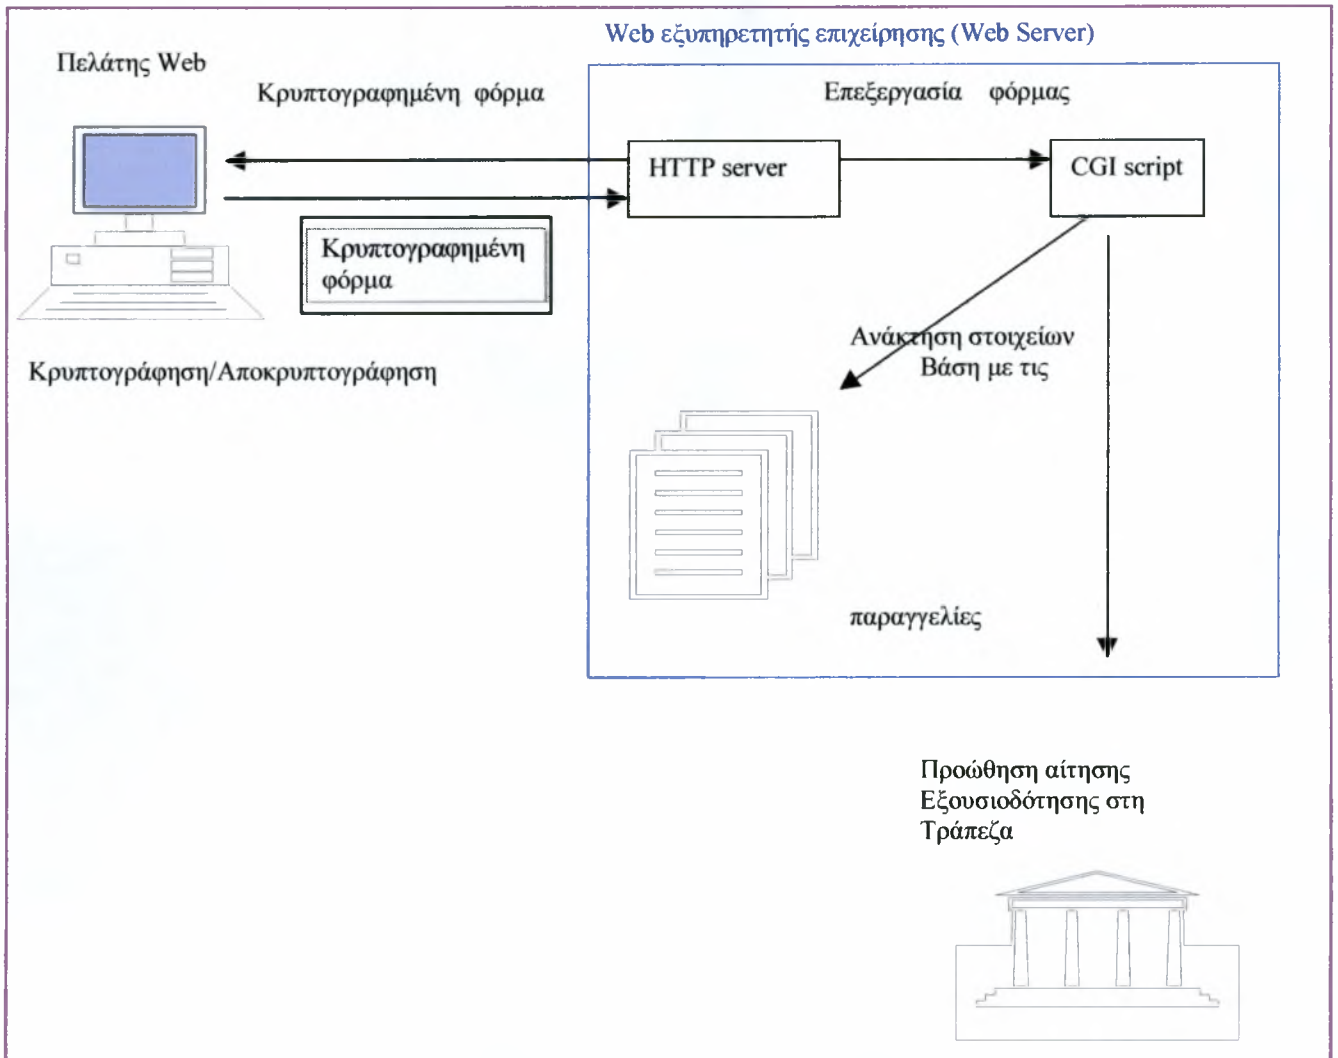 Web εξυπηρετητής επιχείρησης (Web Server)
Πελάτης Web
Κρυπτογραφημένη φόρμα
Επεξεργασία φόρμας
HTTP server
CGI script
Κρυπτογραφημένη
φόρμα
Ανάκτηση στοιχείων
Βάση με τις
Κρυπτογράφηση/Αποκρυπτογράφηση
παραγγελίες
Προώθηση αίτησης
Εξουσιοδότησης στη
Τράπεζα